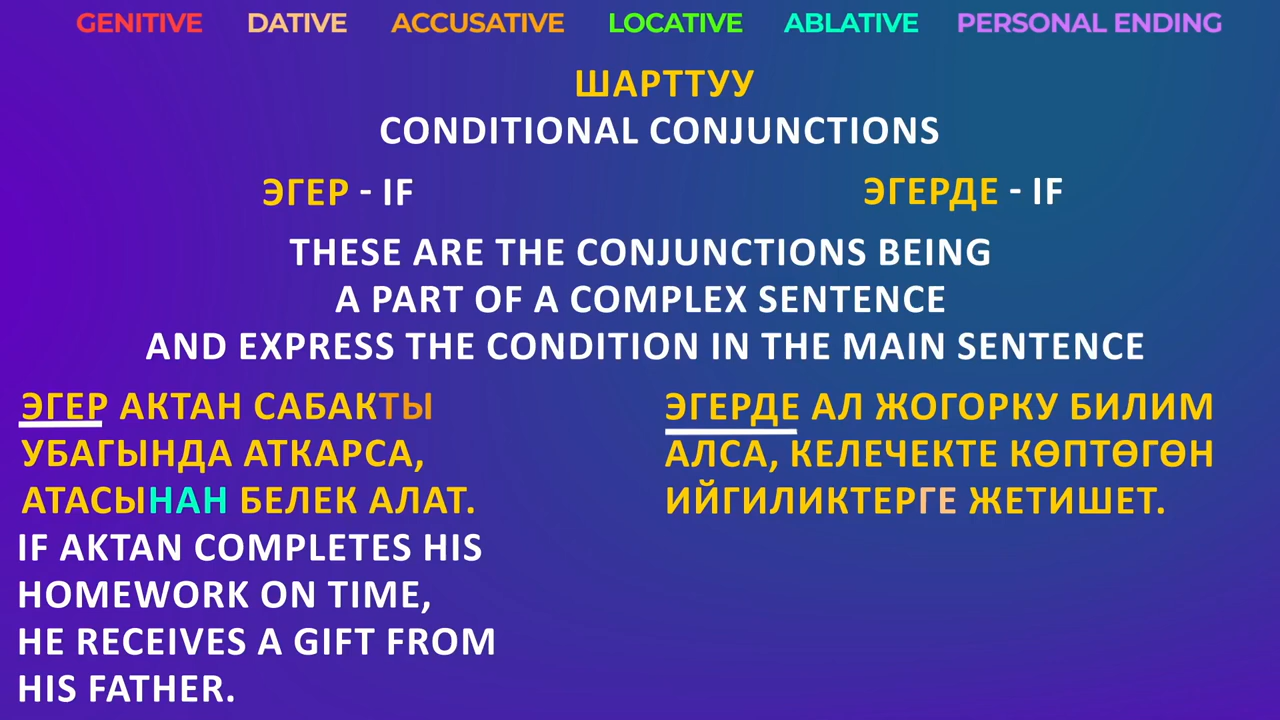 GENITIVE DATIVE ACCUSATIVE LOCATIVE ABLATIVE PERSONAL ENDING
ШАРТТУУ
CONDITIONAL CONJUNCTIONS
ЭГЕР - IF
ЭГЕРДЕ - IF
THESE ARE THE CONJUNCTIONS BEING
A PART OF A COMPLEX SENTENCE
AND EXPRESS THE CONDITION IN THE MAIN SENTENCE
ЭГЕР АКТАН САБАКТЫ
УБАГЫНДА АТКАРСА,
АТАСЫНАН БЕЛЕК АЛАТ.
IF AKTAN COMPLETES HIS
HOMEWORK ON TIME,
HE RECEIVES A GIFT FROM
HIS FATHER.
ЭГЕРДЕ АЛ ЖОГОРКУ БИЛИМ
АЛСА, КЕЛЕЧЕКТЕ КӨПТӨГӨН
ИЙГИЛИКТЕРГЕ ЖЕТИШЕТ.